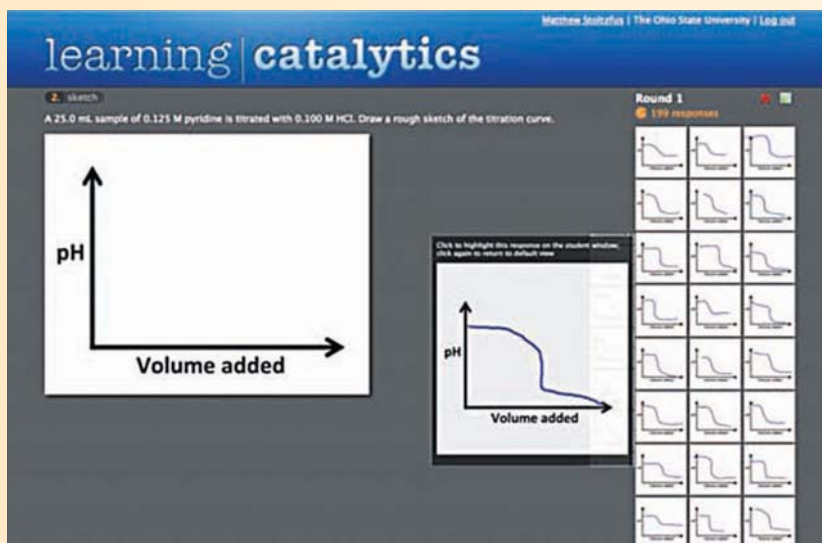 Matthew Stoltzfus | The Ohio State University | Log out
learning | catalytics
2. sketch
A 25.0 mL sample of 0.125 M pyridine is titrated with 0.100 M HCl. Draw a rough sketch of the titration curve.
Round 1
199 responses
pH
Volume added
Click to highlight this response on the student window;
click again to return to default view
pH
Volume added